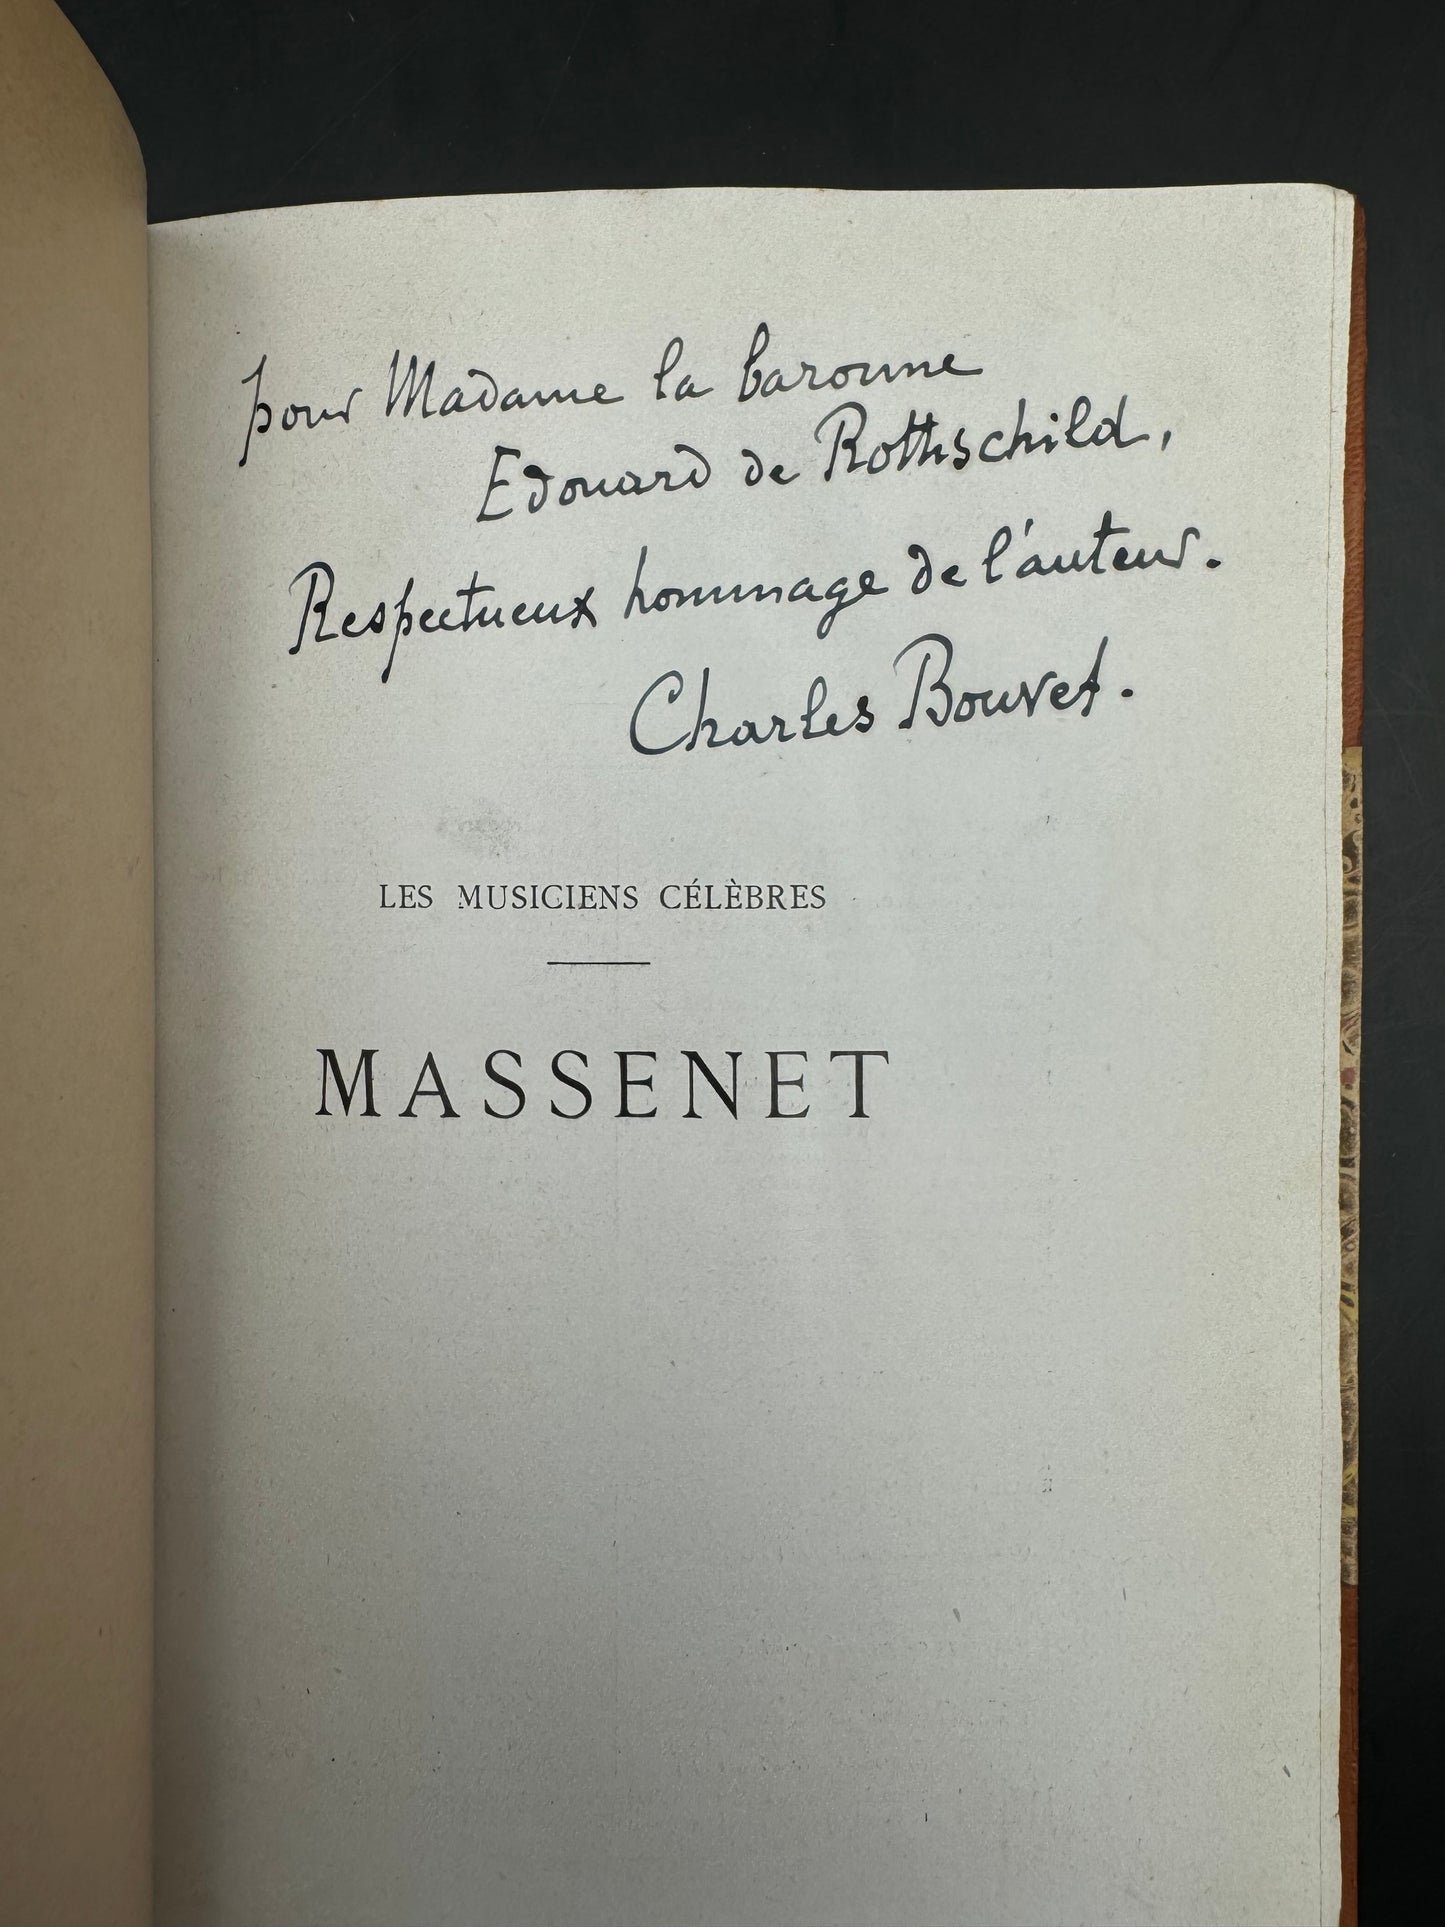 pour Madame la baronne
Edouard de Rothschild,
Respectueux hommage de l'auteur.
Charles Bouvet.
LES MUSICIENS CÉLÈBRES
MASSENET